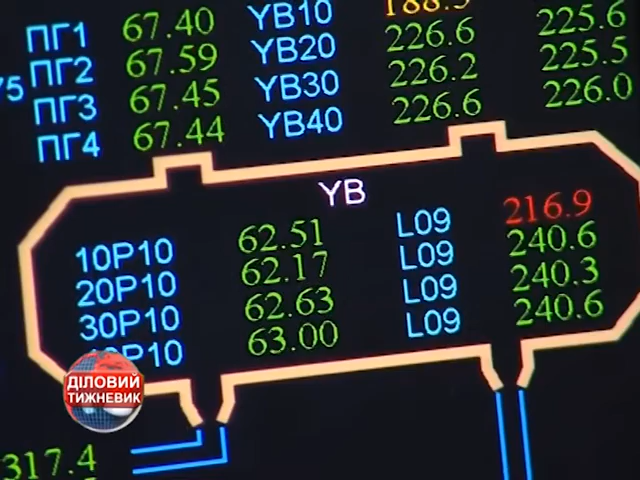 ПГ1 67.40 YB10 188.5 225.6
ПГ2 67.59 YB20 226.6 225.5
ПГ3 67.45 YB30 226.2 226.0
ПГ4 67.44 YB40 226.6
YB
10P10 62.51 L09 216.9
20P10 62.17 L09 240.6
30P10 62.63 L09 240.3
P10 63.00 L09 240.6
ДІЛОВИЙ
ТИЖНЕВИК
317.4